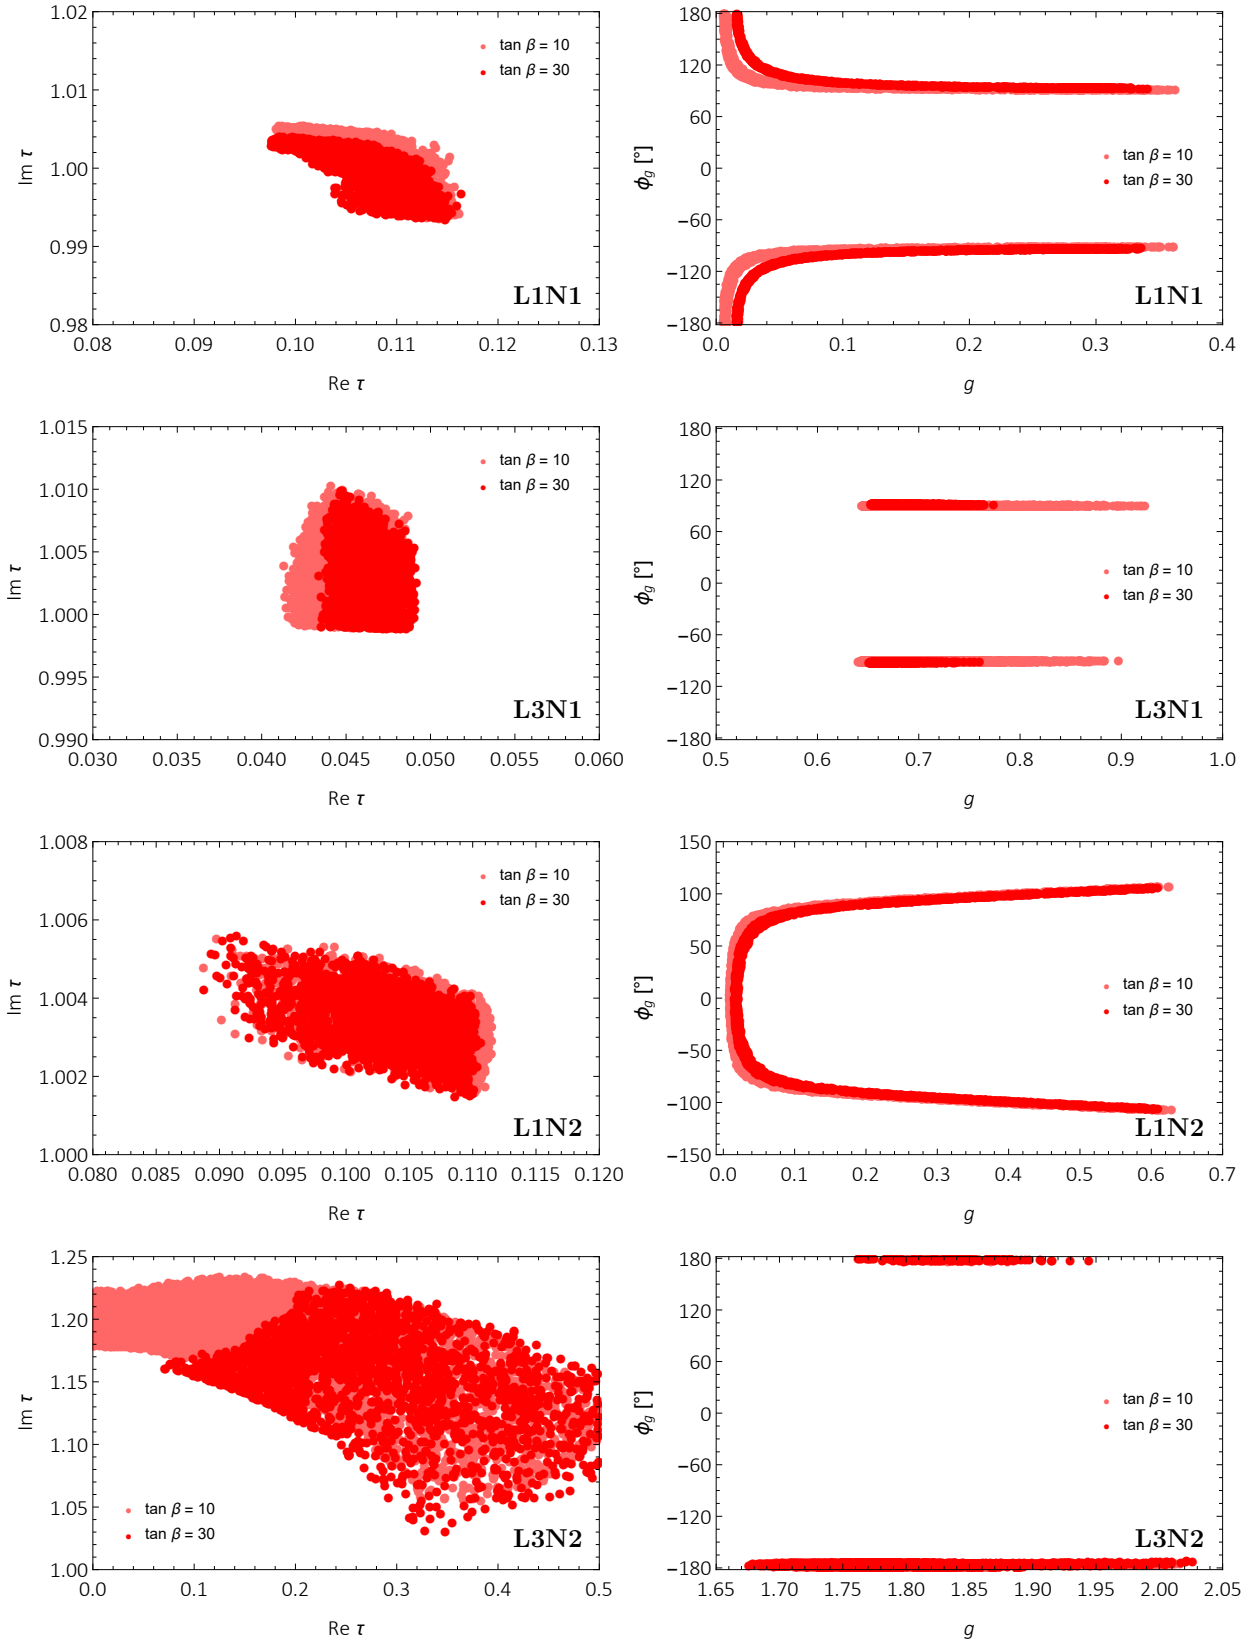 1.02
1.01
1.00
0.99
0.98
Im τ
tan β = 10
tan β = 30
L1N1
0.08 0.09 0.10 0.11 0.12 0.13
Re τ
180
120
60
0
−60
−120
−180
ϕg [°]
tan β = 10
tan β = 30
L1N1
0.0 0.1 0.2 0.3 0.4
g
1.015
1.010
1.005
1.000
0.995
0.990
Im τ
tan β = 10
tan β = 30
L3N1
0.030 0.035 0.040 0.045 0.050 0.055 0.060
Re τ
180
120
60
0
−60
−120
−180
ϕg [°]
tan β = 10
tan β = 30
L3N1
0.5 0.6 0.7 0.8 0.9 1.0
g
1.008
1.006
1.004
1.002
1.000
Im τ
tan β = 10
tan β = 30
L1N2
0.080 0.085 0.090 0.095 0.100 0.105 0.110 0.115 0.120
Re τ
150
100
50
0
−50
−100
−150
ϕg [°]
tan β = 10
tan β = 30
L1N2
0.0 0.1 0.2 0.3 0.4 0.5 0.6 0.7
g
1.25
1.20
1.15
1.10
1.05
1.00
Im τ
tan β = 10
tan β = 30
L3N2
0.0 0.1 0.2 0.3 0.4 0.5
Re τ
180
120
60
0
−60
−120
−180
ϕg [°]
tan β = 10
tan β = 30
L3N2
1.65 1.70 1.75 1.80 1.85 1.90 1.95 2.00 2.05
g